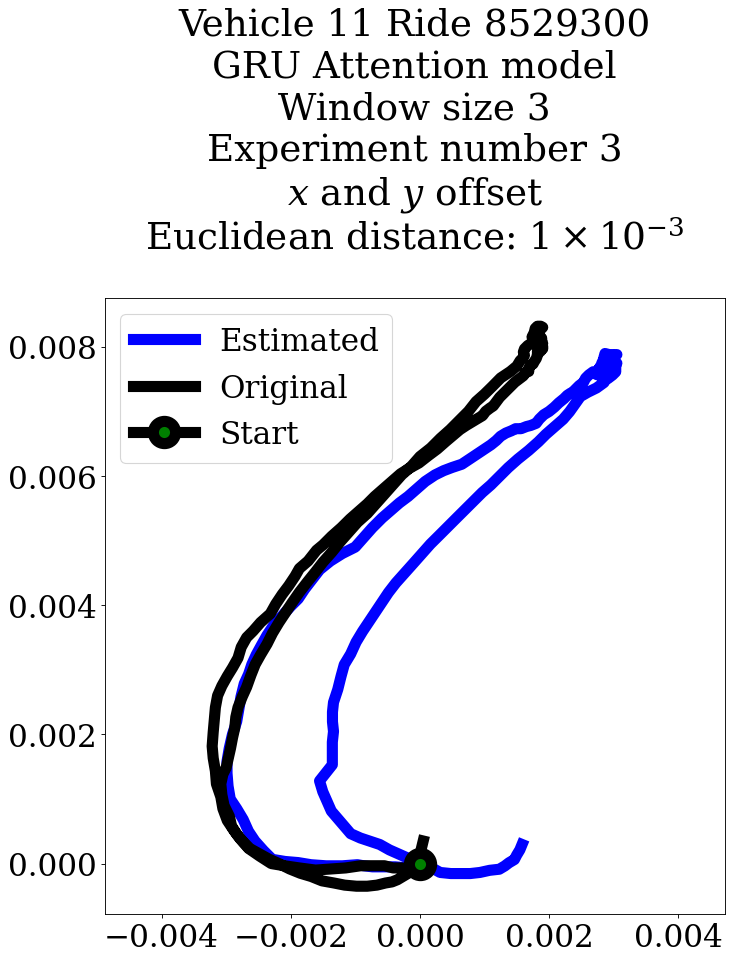 Vehicle 11 Ride 8529300
GRU Attention model
Window size 3
Experiment number 3
x and y offset
Euclidean distance: 1 × 10⁻³
Estimated
Original
Start
0.008
0.006
0.004
0.002
0.000
−0.004 −0.002 0.000 0.002 0.004